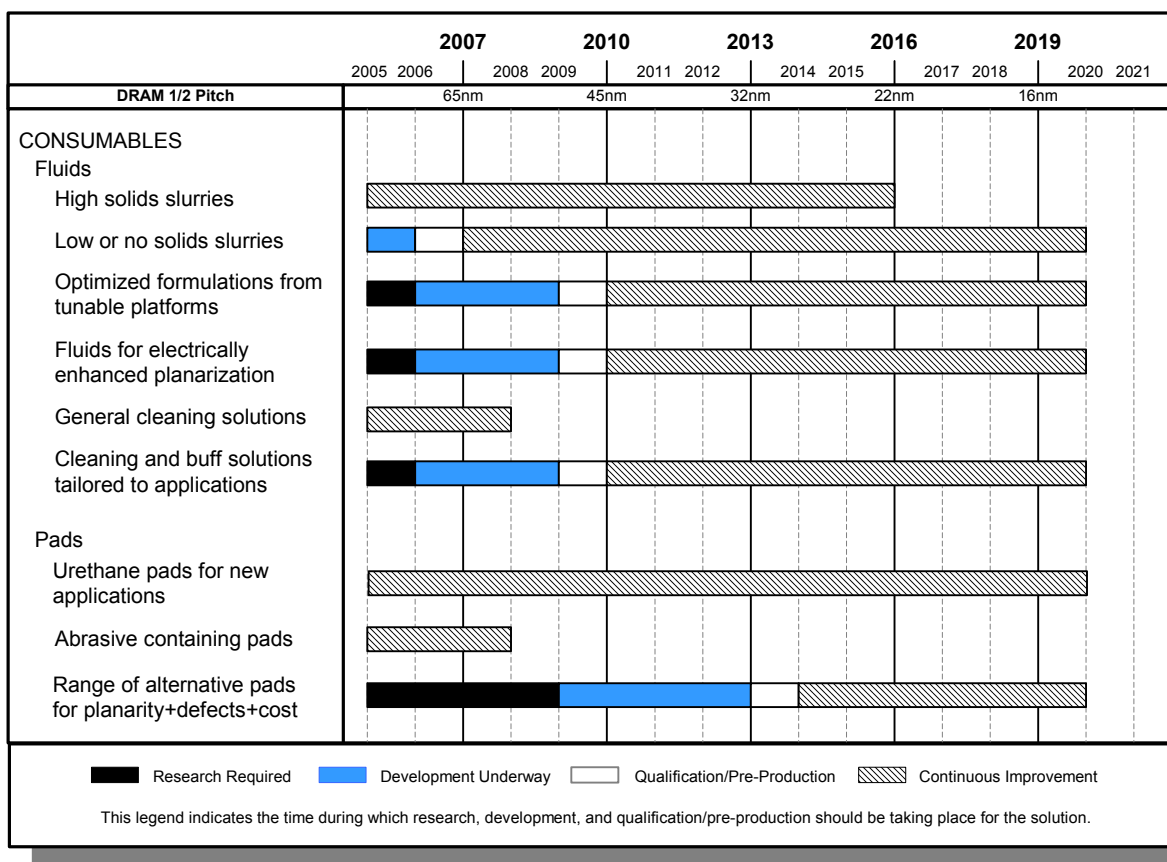 2007 2010 2013 2016 2019
2005 2006 2008 2009 2011 2012 2014 2015 2017 2018 2020 2021
DRAM 1/2 Pitch 65nm 45nm 32nm 22nm 16nm
CONSUMABLES
Fluids
High solids slurries
Low or no solids slurries
Optimized formulations from
tunable platforms
Fluids for electrically
enhanced planarization
General cleaning solutions
Cleaning and buff solutions
tailored to applications
Pads
Urethane pads for new
applications
Abrasive containing pads
Range of alternative pads
for planarity+defects+cost
Research Required Development Underway Qualification/Pre-Production Continuous Improvement
This legend indicates the time during which research, development, and qualification/pre-production should be taking place for the solution.